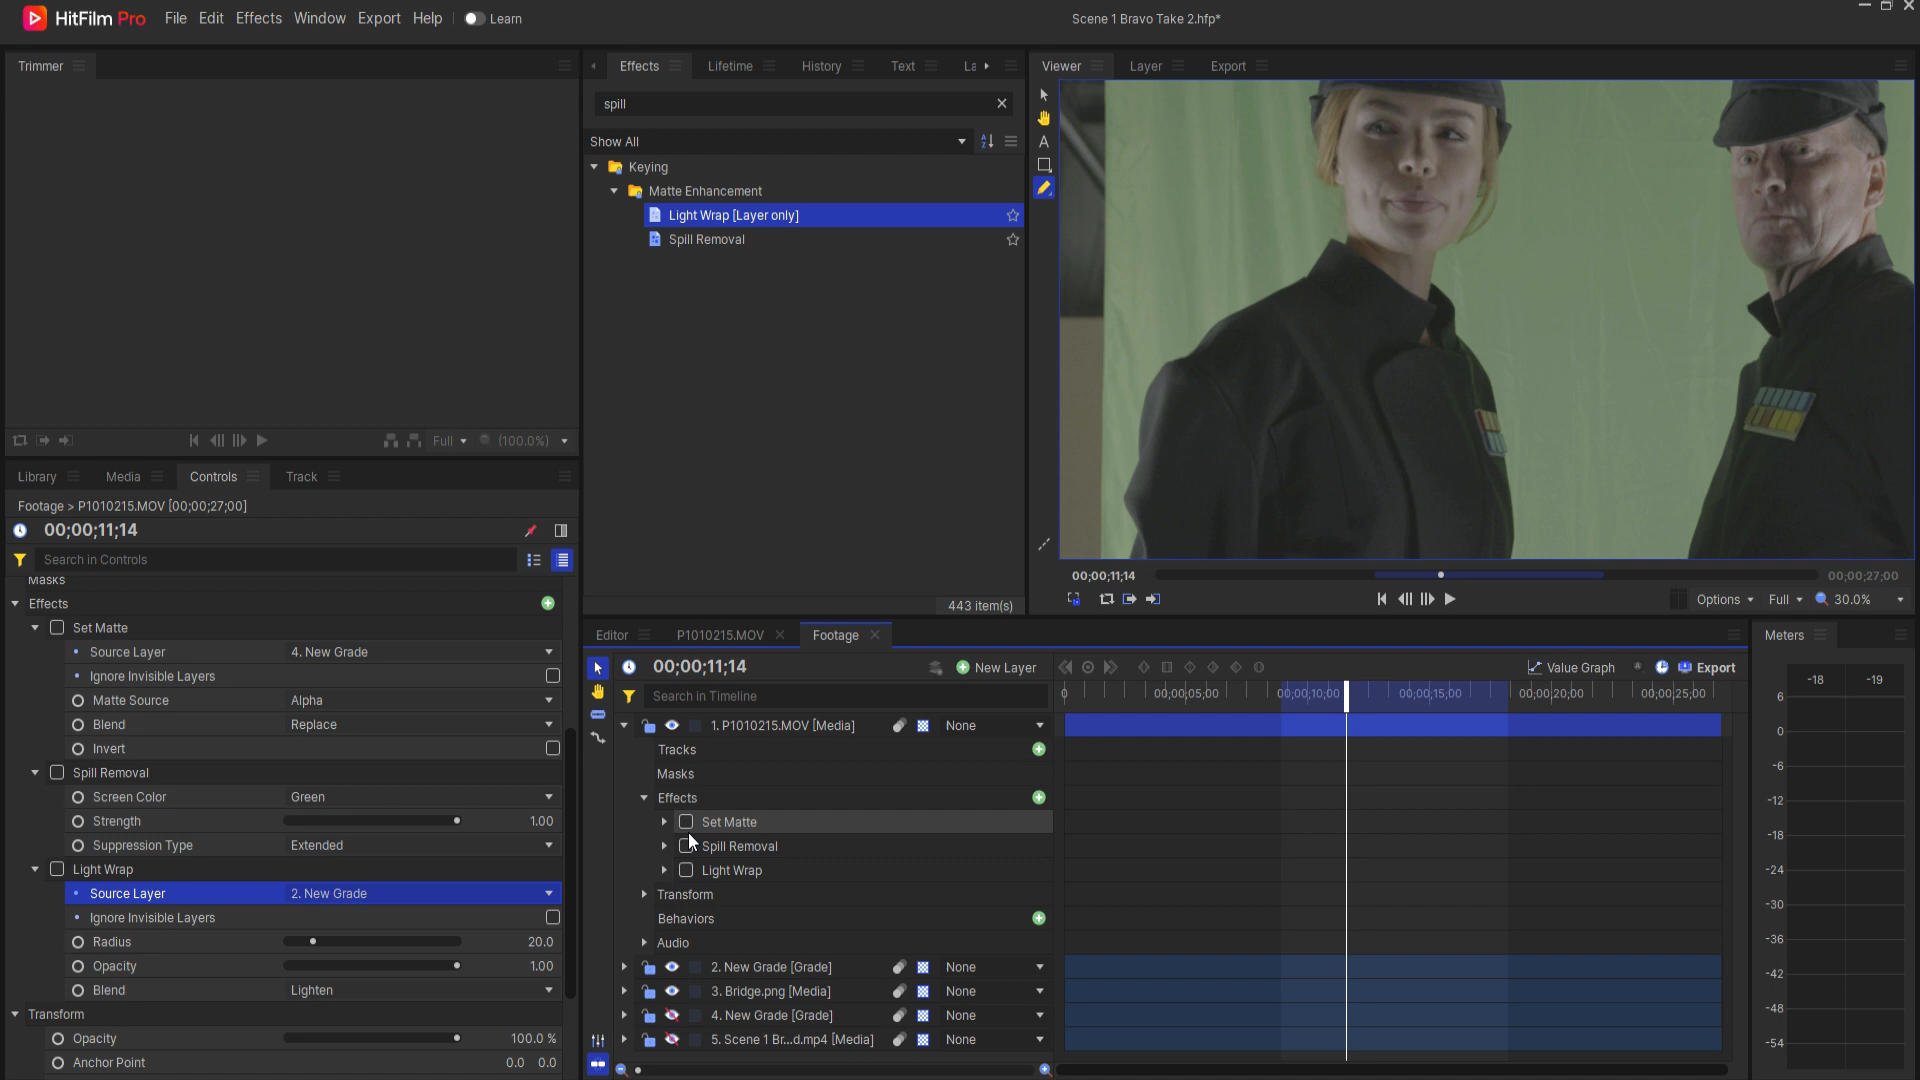 HitFilm Pro File Edit Effects Window Export Help Learn
Scene 1 Bravo Take 2.hfp*
Trimmer
Full (100.0%)
Effects Lifetime History Text La
spill
Show All
Keying
Matte Enhancement
Light Wrap [Layer only]
Spill Removal
443 item(s)
Viewer Layer Export
00;00;11;14
00;00;27;00
Options Full 30.0%
Library Media Controls Track
Footage > P1010215.MOV [00;00;27;00]
00;00;11;14
Search in Controls
Masks
Effects
Set Matte
Source Layer 4. New Grade
Ignore Invisible Layers
Matte Source Alpha
Blend Replace
Invert
Spill Removal
Screen Color Green
Strength 1.00
Suppression Type Extended
Light Wrap
Source Layer 2. New Grade
Ignore Invisible Layers
Radius 20.0
Opacity 1.00
Blend Lighten
Transform
Opacity 100.0 %
Anchor Point 0.0 0.0
Editor P1010215.MOV Footage
00;00;11;14 New Layer
Value Graph Export
Search in Timeline
0 00;00;05;00 00;00;10;00 00;00;15;00 00;00;20;00 00;00;25;00
1. P1010215.MOV [Media] None
Tracks
Masks
Effects
Set Matte
Spill Removal
Light Wrap
Transform
Behaviors
Audio
2. New Grade [Grade] None
3. Bridge.png [Media] None
4. New Grade [Grade] None
5. Scene 1 Br...d.mp4 [Media] None
Meters
-18 -19
6
0
-6
-12
-18
-24
-30
-36
-42
-48
-54